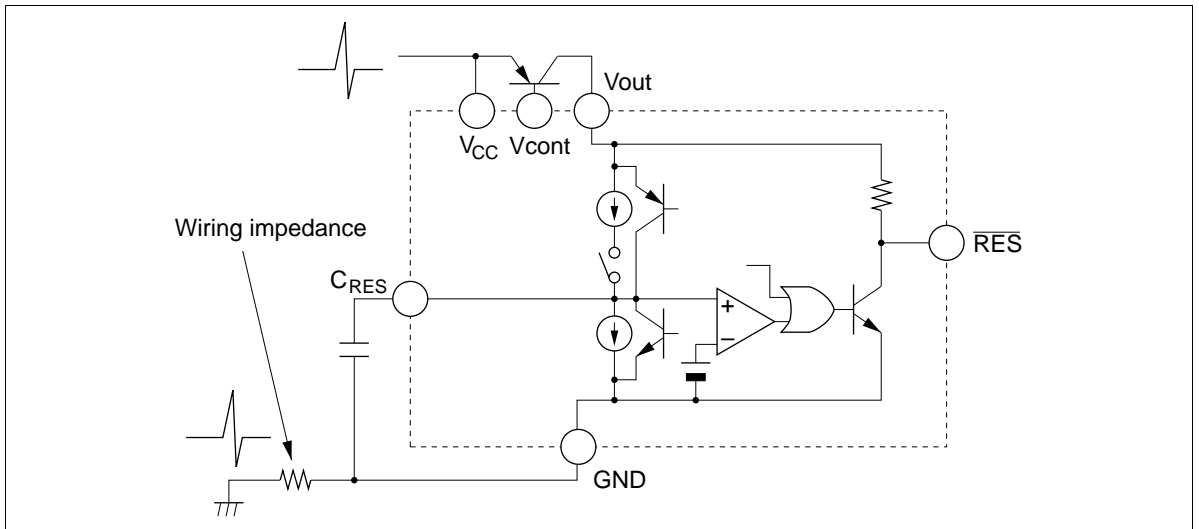 Vout
VCC
Vcont
Wiring impedance
RES
CRES
+
−
GND